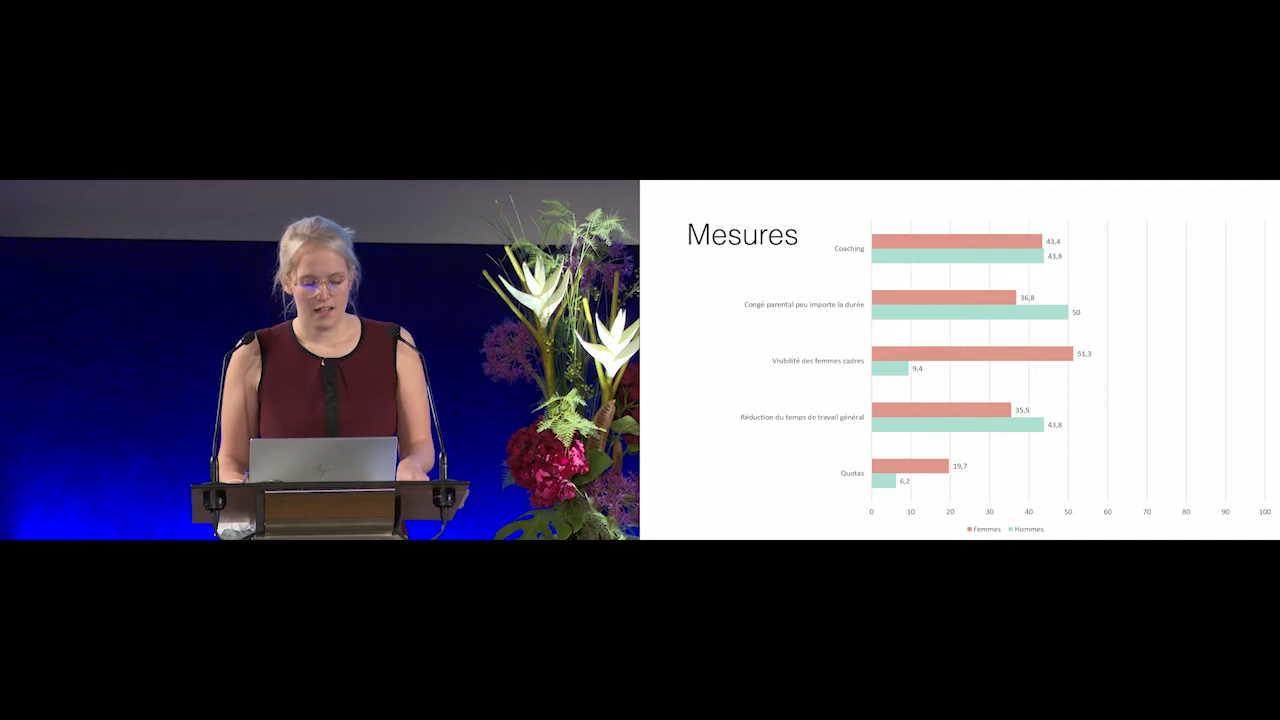 Mesures
Coaching
43,4
43,8
Congé parental peu importe la durée
36,8
50
Visibilité des femmes cadres
51,3
9,4
Réduction du temps de travail général
35,5
43,8
Quotas
19,7
6,2
0 10 20 30 40 50 60 70 80 90 100
Femmes Hommes
hp